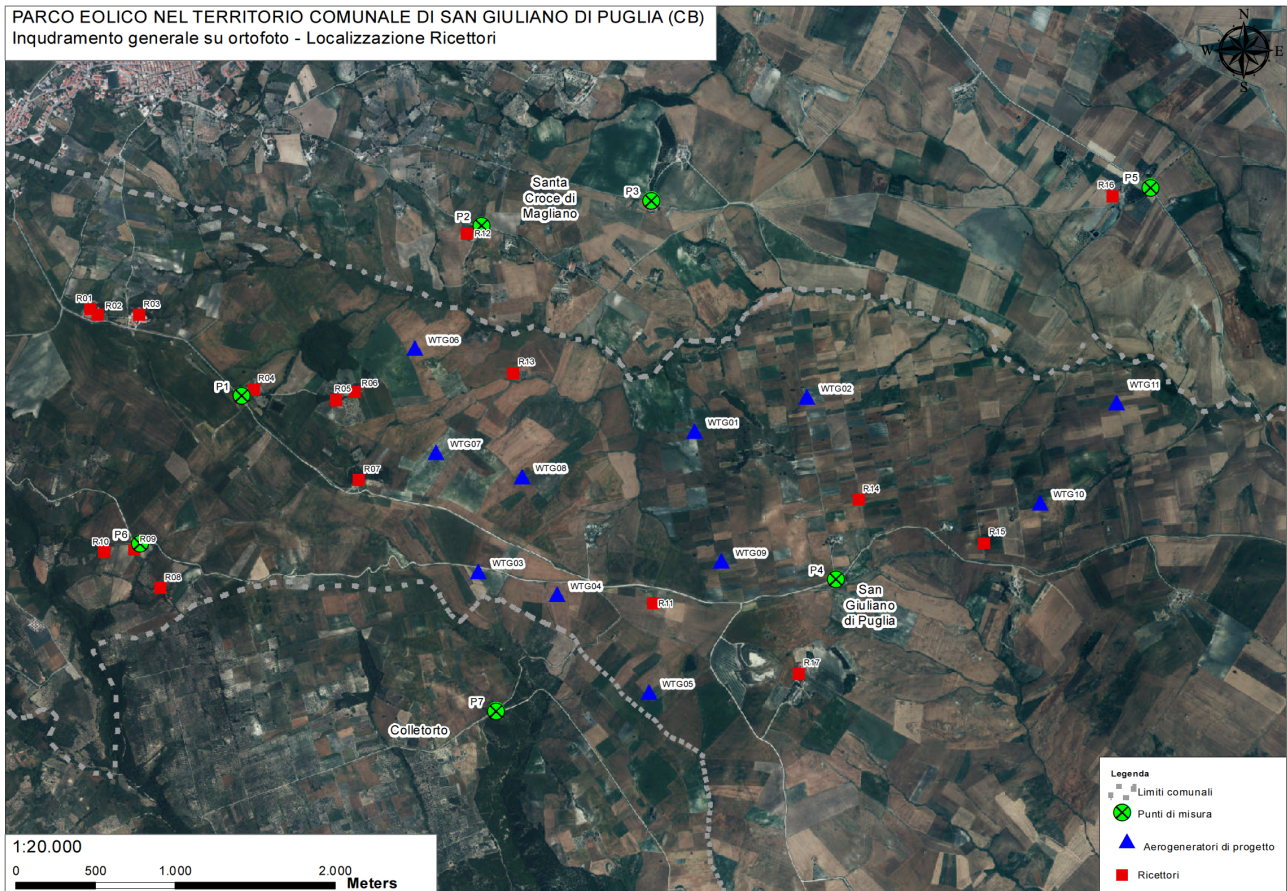 PARCO EOLICO NEL TERRITORIO COMUNALE DI SAN GIULIANO DI PUGLIA (CB)
Inqudramento generale su ortofoto - Localizzazione Ricettori
N
W
E
S
Santa
Croce di
Magliano
P3
P5
R16
P2
R12
R01
R02
R03
WTG06
R13
P1
R04
R05
R06
WTG02
WTG11
WTG01
WTG07
WTG08
R07
R14
WTG10
P6
R09
R10
R15
R08
WTG03
WTG04
WTG09
P4
San
Giuliano
di Puglia
R11
R17
WTG05
P7
Colletorto
Legenda
Limiti comunali
Punti di misura
Aerogeneratori di progetto
Ricettori
1:20.000
0 500 1.000 2.000 Meters